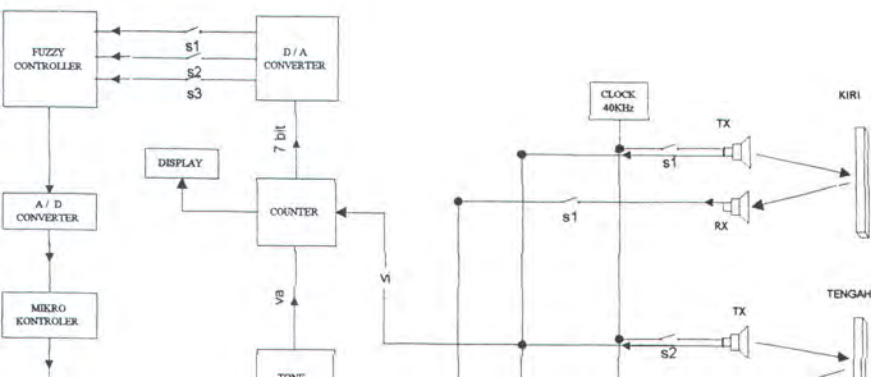 FUZZY
CONTROLLER
s1
s2
s3
D / A
CONVERTER
CLOCK
40KHz
KIRI
TX
s1
7 bit
DISPLAY
A / D
CONVERTER
COUNTER
s1
RX
vi
va
TENGAH
MIKRO
KONTROLER
TX
s2
TONE